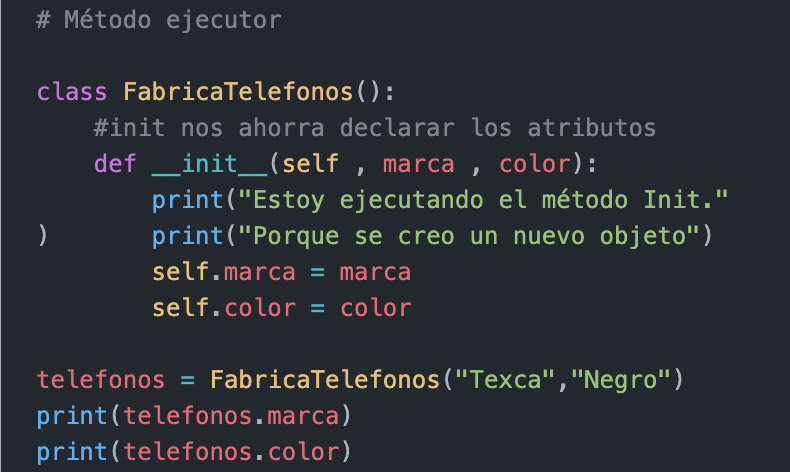 # Método ejecutor
class FabricaTelefonos():
    #init nos ahorra declarar los atributos
    def __init__(self , marca , color):
        print("Estoy ejecutando el método Init."
)       print("Porque se creo un nuevo objeto")
        self.marca = marca
        self.color = color
telefonos = FabricaTelefonos("Texca","Negro")
print(telefonos.marca)
print(telefonos.color)